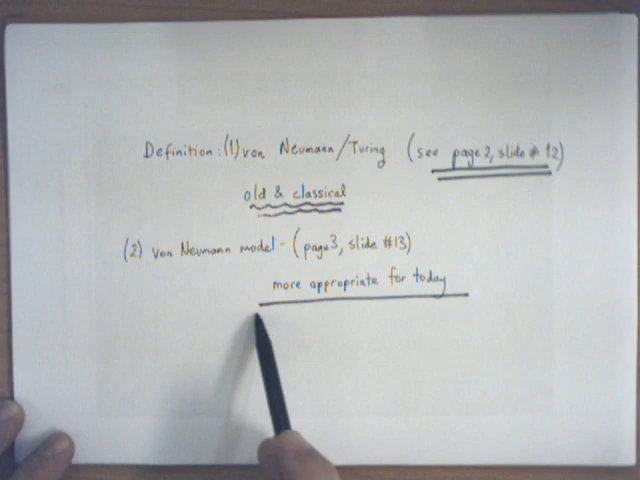 Definition: (1) von Neumann/Turing (see page 2, slide # 12)
old & classical
(2) von Neumann model - (page 3, slide #13)
more appropriate for today